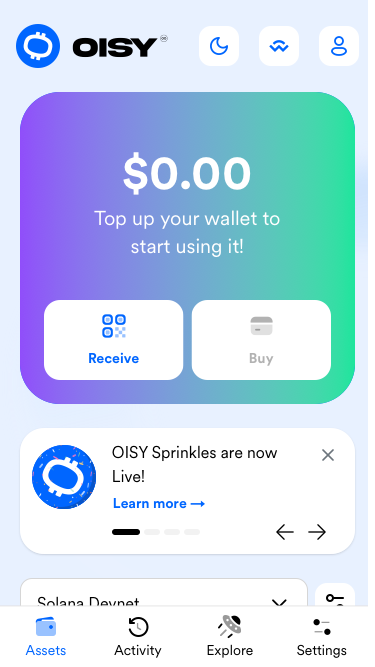 OISY
$0.00
Top up your wallet to
start using it!
Receive
Buy
OISY Sprinkles are now
Live!
Learn more →
Solana Devnet
Assets
Activity
Explore
Settings